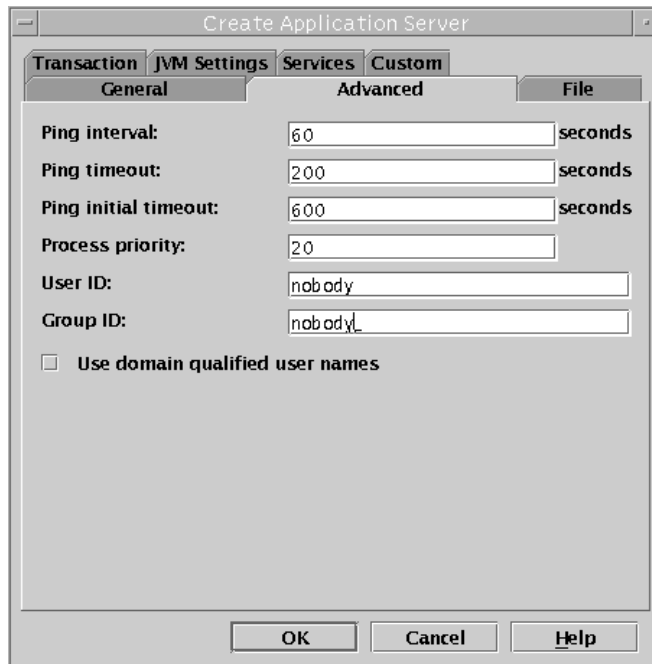 Create Application Server
Transaction JVM Settings Services Custom
General Advanced File
Ping interval: 60 seconds
Ping timeout: 200 seconds
Ping initial timeout: 600 seconds
Process priority: 20
User ID: nobody
Group ID: nobody
Use domain qualified user names
OK Cancel Help